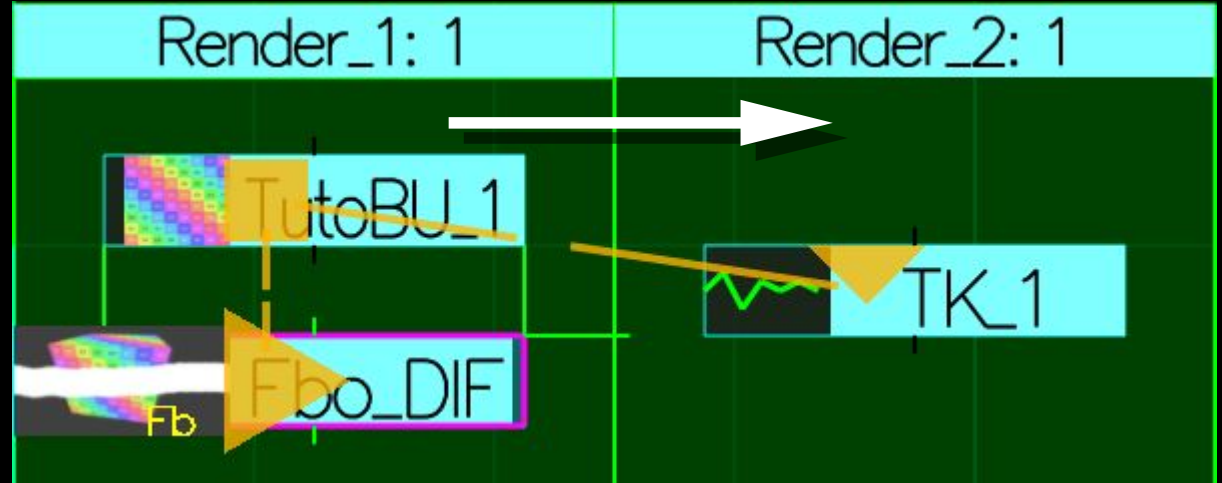 Render_1: 1
Render_2: 1
TutoBU_1
TK_1
Fbo_DIF
Fb